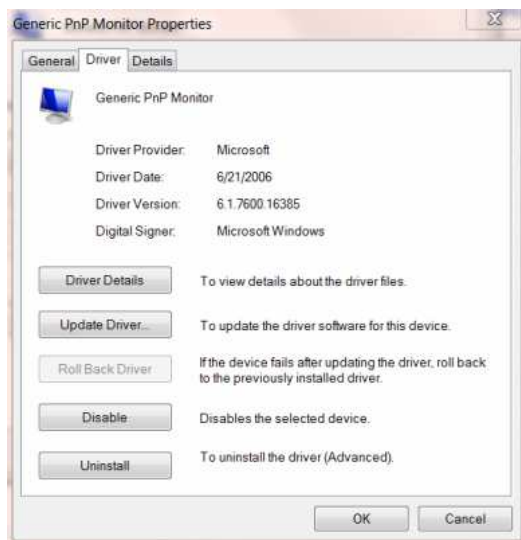 Generic PnP Monitor Properties
General Driver Details
Generic PnP Monitor
Driver Provider: Microsoft
Driver Date: 6/21/2006
Driver Version: 6.1.7600.16385
Digital Signer: Microsoft Windows
Driver Details To view details about the driver files.
Update Driver... To update the driver software for this device.
Roll Back Driver If the device fails after updating the driver, roll back
to the previously installed driver.
Disable Disables the selected device.
Uninstall To uninstall the driver (Advanced).
OK Cancel